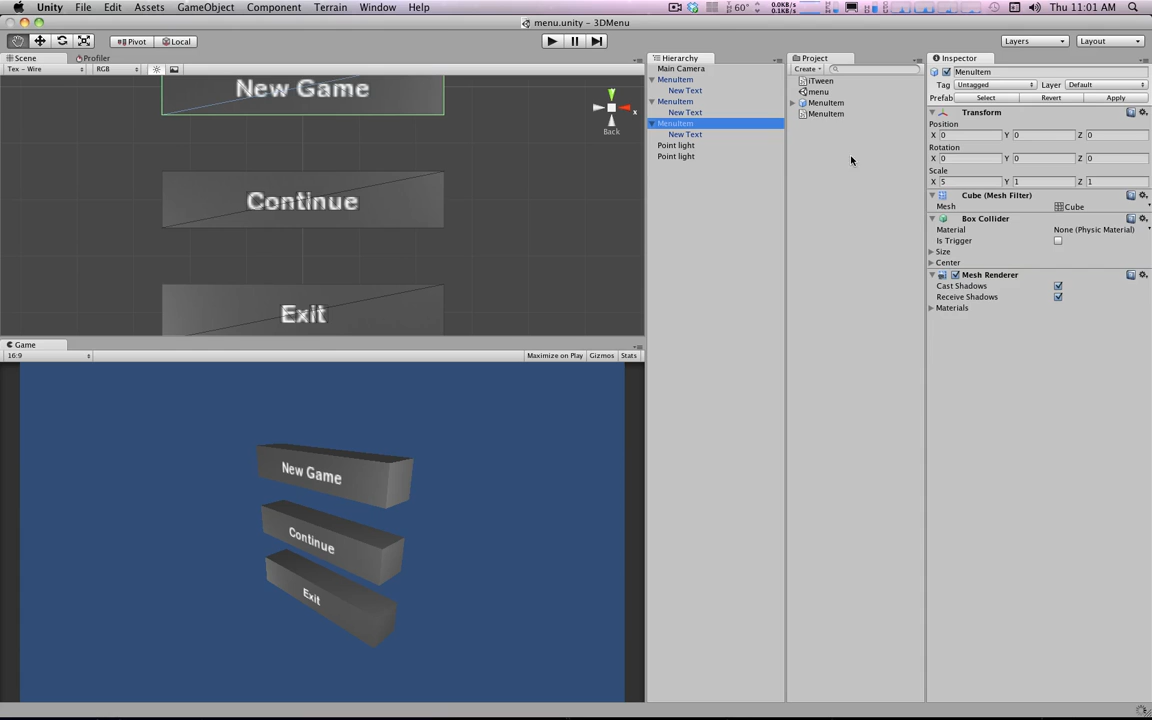 Unity File Edit Assets GameObject Component Terrain Window Help
60° 0.0KB/s 0.1KB/s Thu 11:01 AM
menu.unity – 3DMenu
Pivot Local Layers Layout
Scene Profiler
Tex – Wire RGB
New Game
Continue
Exit
x
Back
Game
16:9 Maximize on Play Gizmos Stats
New Game
Continue
Exit
Hierarchy
Main Camera
MenuItem
New Text
MenuItem
New Text
MenuItem
New Text
Point light
Point light
Project
Create
iTween
menu
MenuItem
MenuItem
Inspector
MenuItem
Tag Untagged Layer Default
Prefab Select Revert Apply
Transform
Position
X 0 Y 0 Z 0
Rotation
X 0 Y 0 Z 0
Scale
X 5 Y 1 Z 1
Cube (Mesh Filter)
Mesh Cube
Box Collider
Material None (Physic Material)
Is Trigger
Size
Center
Mesh Renderer
Cast Shadows
Receive Shadows
Materials